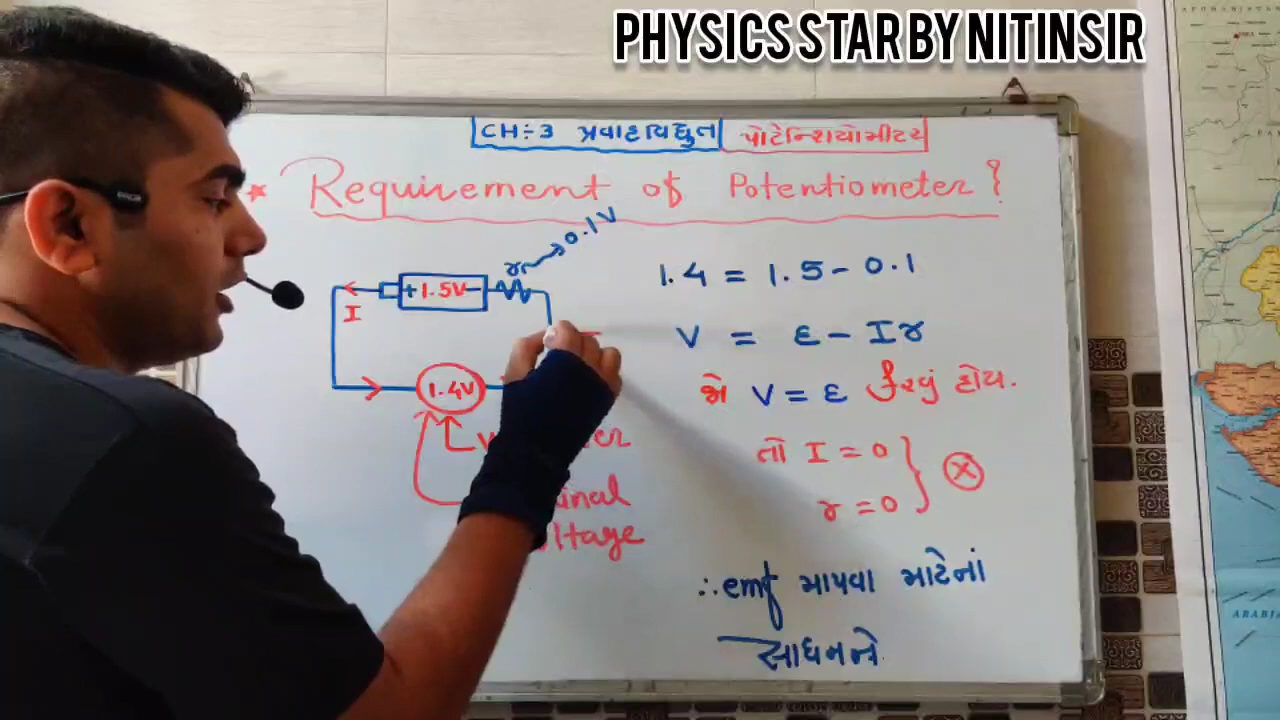 PHYSICS STAR BY NITINSIR
CH÷3 પ્રવાહવિદ્યુત પોટેન્શિયોમીટર
* Requirement of Potentiometer?
r → 0.1V
+ 1.5V -
I
1.4V
1.4 = 1.5 - 0.1
V = ε - Ir
જો V = ε કરવું હોય.
તો I = 0
r = 0
∴ emf માપવા માટેનાં
સાધનને